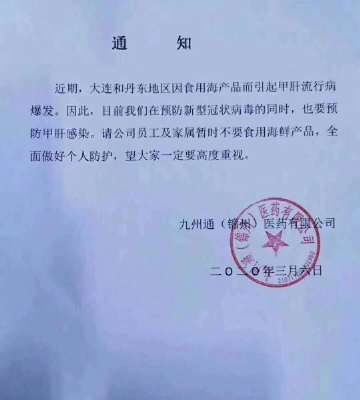 通 知
近期，大连和丹东地区因食用海产品而引起甲肝流行病
爆发。因此，目前我们在预防新型冠状病毒的同时，也要预
防甲肝感染。请公司员工及家属暂时不要食用海鲜产品，全
面做好个人防护，望大家一定要高度重视。
九州通（锦州）医药有限公司
二〇二〇年三月六日